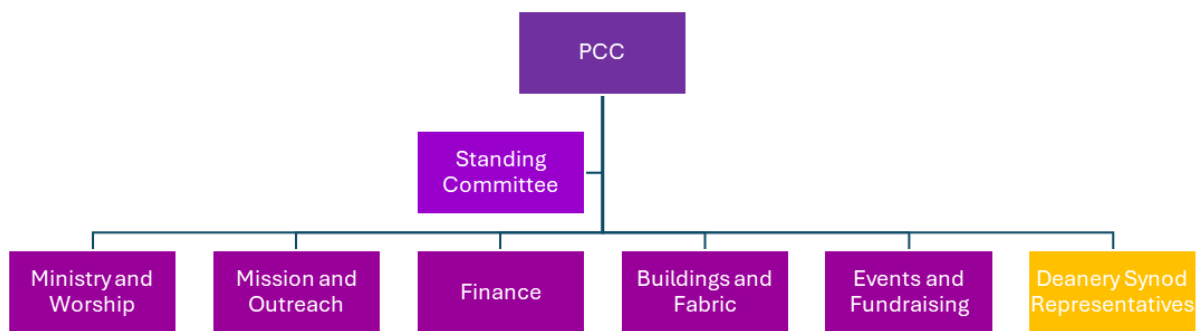 PCC
Standing
Committee
Ministry and
Worship
Mission and
Outreach
Finance
Buildings and
Fabric
Events and
Fundraising
Deanery Synod
Representatives